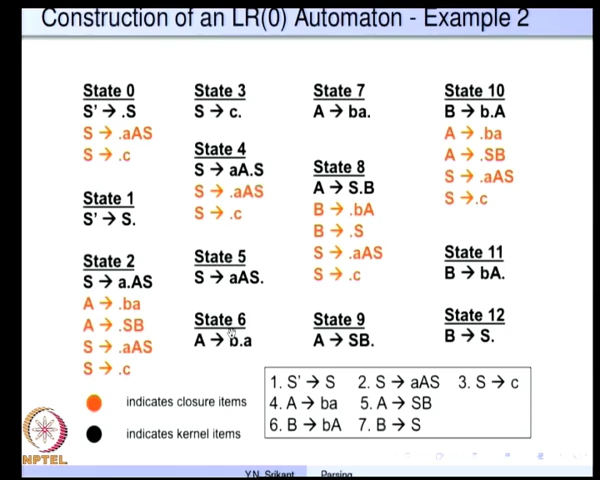 Construction of an LR(0) Automaton - Example 2
State 0
S' → .S
S → .aAS
S → .c
State 1
S' → S.
State 2
S → a.AS
A → .ba
A → .SB
S → .aAS
S → .c
State 3
S → c.
State 4
S → aA.S
S → .aAS
S → .c
State 5
S → aAS.
State 6
A → b.a
State 7
A → ba.
State 8
A → S.B
B → .bA
B → .S
S → .aAS
S → .c
State 9
A → SB.
State 10
B → b.A
A → .ba
A → .SB
S → .aAS
S →.c
State 11
B → bA.
State 12
B → S.
indicates closure items
indicates kernel items
1. S' → S 2. S → aAS 3. S → c
4. A → ba 5. A → SB
6. B → bA 7. B → S
NPTEL
Y.N. Srikant Parsing